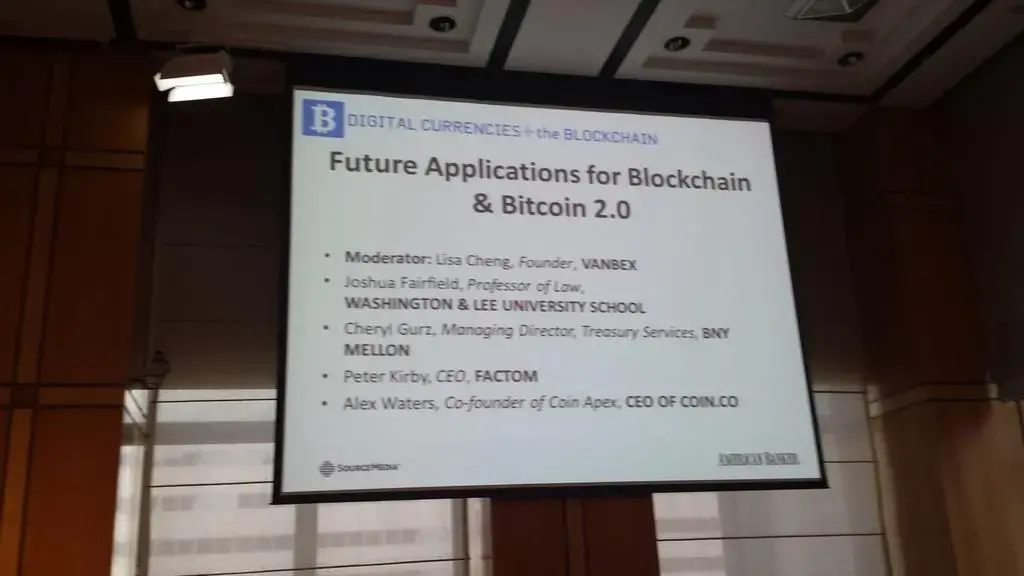 B DIGITAL CURRENCIES + the BLOCKCHAIN
Future Applications for Blockchain
& Bitcoin 2.0
• Moderator: Lisa Cheng, Founder, VANBEX
• Joshua Fairfield, Professor of Law,
WASHINGTON & LEE UNIVERSITY SCHOOL
• Cheryl Gurz, Managing Director, Treasury Services, BNY
MELLON
• Peter Kirby, CEO, FACTOM
• Alex Waters, Co-founder of Coin Apex, CEO OF COIN.CO
SOURCEMEDIA AMERICAN BANKER